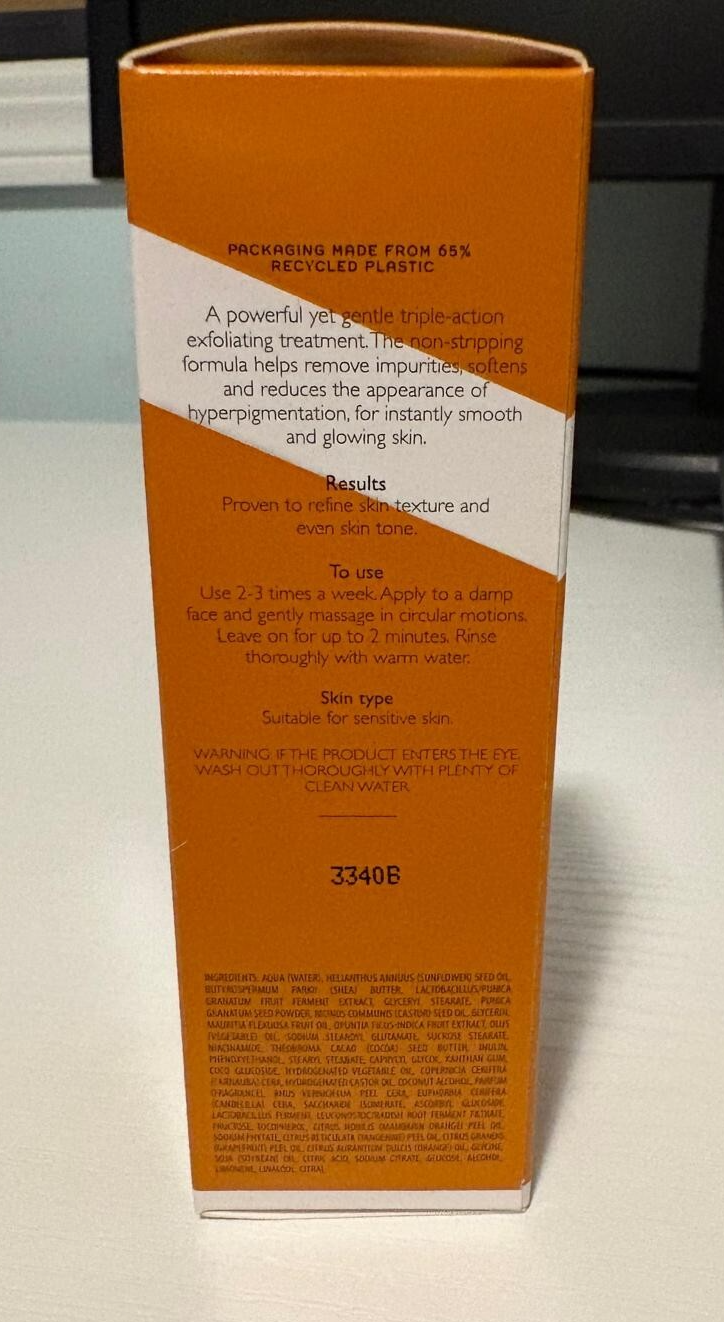 PACKAGING MADE FROM 65%
RECYCLED PLASTIC
A powerful yet gentle triple-action
exfoliating treatment. The non-stripping
formula helps remove impurities, softens
and reduces the appearance of
hyperpigmentation, for instantly smooth
and glowing skin.
Results
Proven to refine skin texture and
even skin tone.
To use
Use 2-3 times a week. Apply to a damp
face and gently massage in circular motions.
Leave on for up to 2 minutes. Rinse
thoroughly with warm water.
Skin type
Suitable for sensitive skin.
WARNING: IF THE PRODUCT ENTERS THE EYE,
WASH OUT THOROUGHLY WITH PLENTY OF
CLEAN WATER
3340B
INGREDIENTS: AQUA (WATER), HELIANTHUS ANNUUS (SUNFLOWER) SEED OIL,
BUTYROSPERMUM PARKII (SHEA) BUTTER, LACTOBACILLUS/PUNICA
GRANATUM FRUIT FERMENT EXTRACT, GLYCERYL STEARATE, PUNICA
GRANATUM SEED POWDER, RICINUS COMMUNIS (CASTOR) SEED OIL, GLYCERIN,
MAURITIA FLEXUOSA FRUIT OIL, OPUNTIA FICUS-INDICA FRUIT EXTRACT, OLUS
(VEGETABLE) OIL, SODIUM STEAROYL GLUTAMATE, SUCROSE STEARATE,
NIACINAMIDE, THEOBROMA CACAO (COCOA) SEED BUTTER, INULIN,
PHENOXYETHANOL, STEARYL STEARATE, CAPRYLYL GLYCOL, XANTHAN GUM,
COCO GLUCOSIDE, HYDROGENATED VEGETABLE OIL, COPERNICIA CERIFERA
(CARNAUBA) CERA, HYDROGENATED CASTOR OIL, COCONUT ALCOHOL, PARFUM
(FRAGRANCE), RHUS VERNICIFLUA PEEL CERA, EUPHORBIA CERIFERA
(CANDELILLA) CERA, SACCHARIDE ISOMERATE, ASCORBYL GLUCOSIDE,
LACTOBACILLUS FERMENT, LEUCONOSTOC/RADISH ROOT FERMENT FILTRATE,
FRUCTOSE, TOCOPHEROL, CITRUS NOBILIS (MANDARIN ORANGE) PEEL OIL,
SODIUM PHYTATE, CITRUS RETICULATA (TANGERINE) PEEL OIL, CITRUS GRANDIS
(GRAPEFRUIT) PEEL OIL, CITRUS AURANTIUM DULCIS (ORANGE) OIL, GLYCINE
SOJA (SOYBEAN) OIL, CITRIC ACID, SODIUM CITRATE, GLUCOSE, ALCOHOL,
LIMONENE, LINALOOL, CITRAL